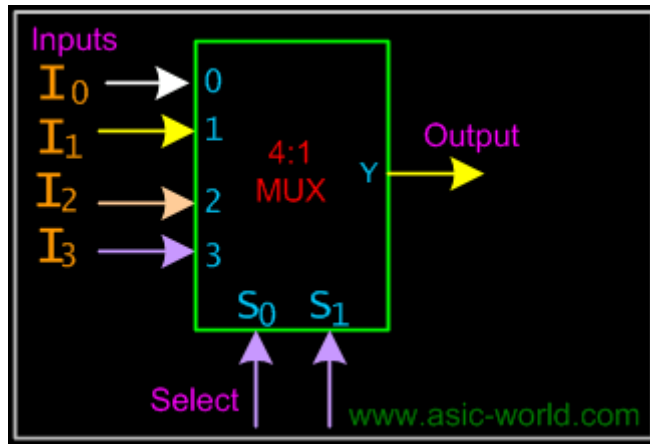 Inputs
I0
0
I1
1
4:1
MUX
Y
Output
I2
2
I3
3
S0 S1
Select
www.asic-world.com